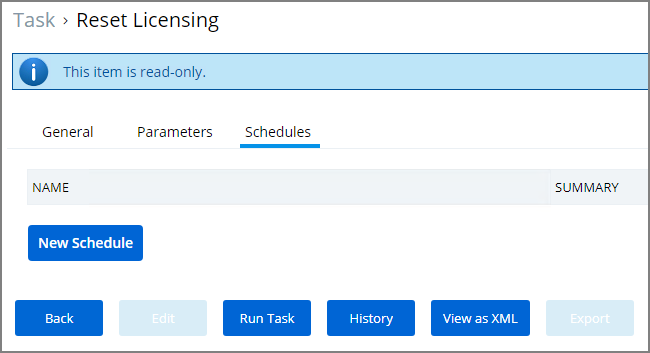 Task › Reset Licensing
i This item is read-only.
General Parameters Schedules
NAME SUMMARY
New Schedule
Back Edit Run Task History View as XML Export